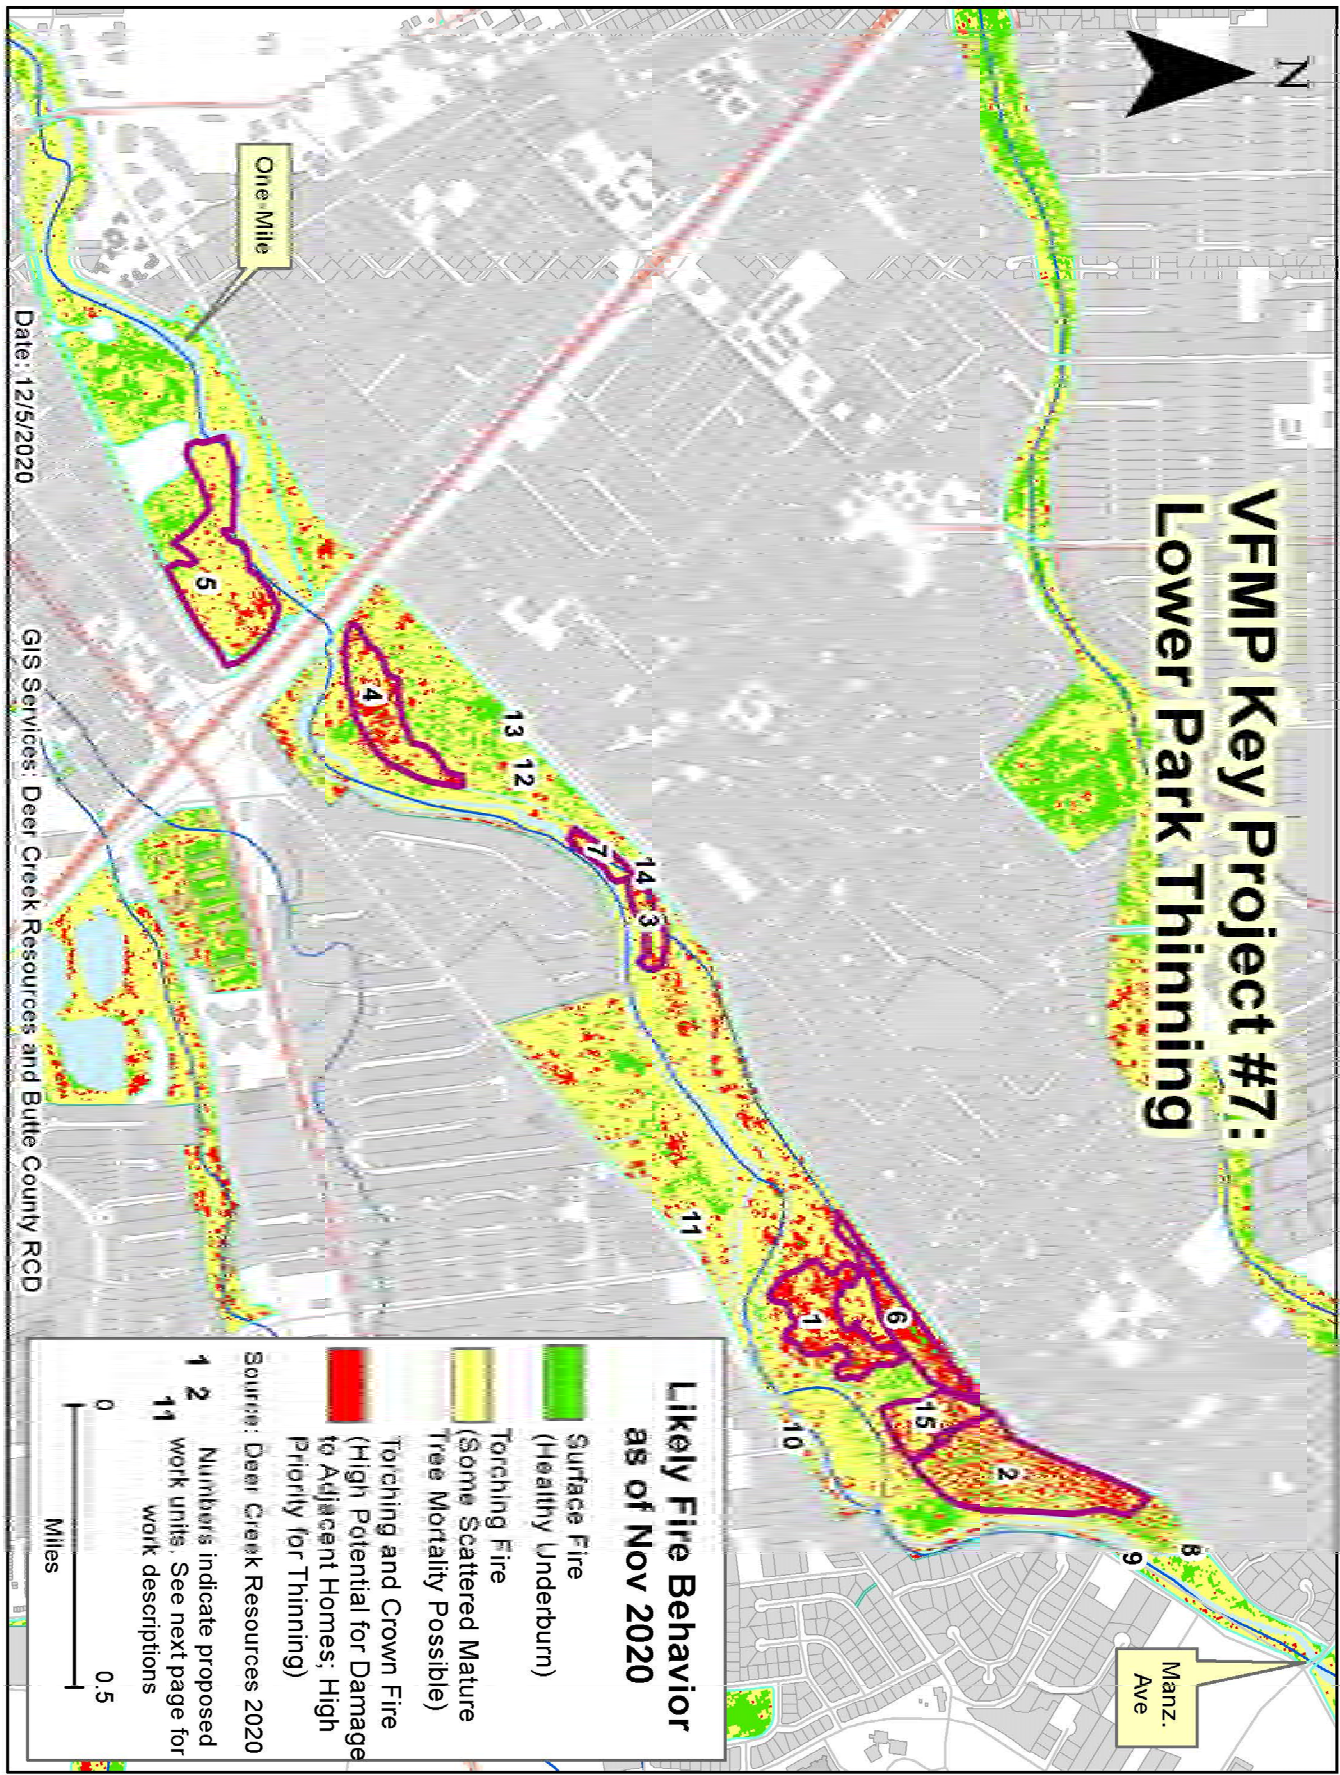 VFMP Key Project #7:
Lower Park Thinning
N
One Mile
Manz.
Ave
8
9
2
15
6
1
10
11
3
14
7
12
13
4
5
Likely Fire Behavior
as of Nov 2020
Surface Fire
(Healthy Underburn)
Torching Fire
(Some Scattered Mature
Tree Mortality Possible)
Torching and Crown Fire
(High Potential for Damage
to Adjacent Homes; High
Priority for Thinning)
Source: Deer Creek Resources 2020
1 2 11
Numbers indicate proposed
work units. See next page for
work descriptions
0 0.5
Miles
Date: 12/5/2020
GIS Services: Deer Creek Resources and Butte County RCD